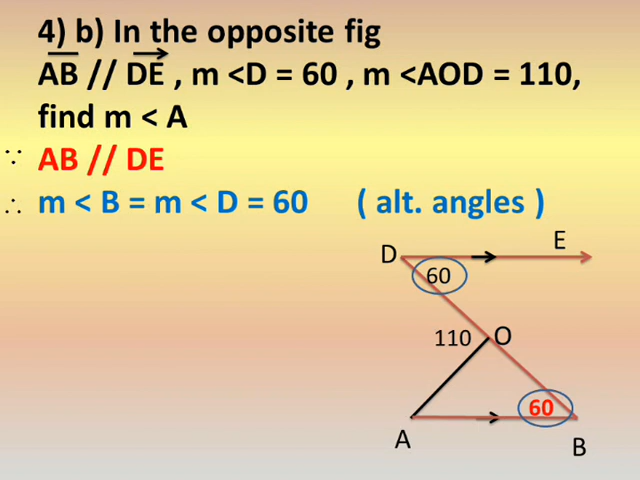 4) b) In the opposite fig
AB // DE , m <D = 60 , m <AOD = 110,
find m < A
∵ AB // DE
∴ m < B = m < D = 60 ( alt. angles )
D
E
60
110
O
60
A
B